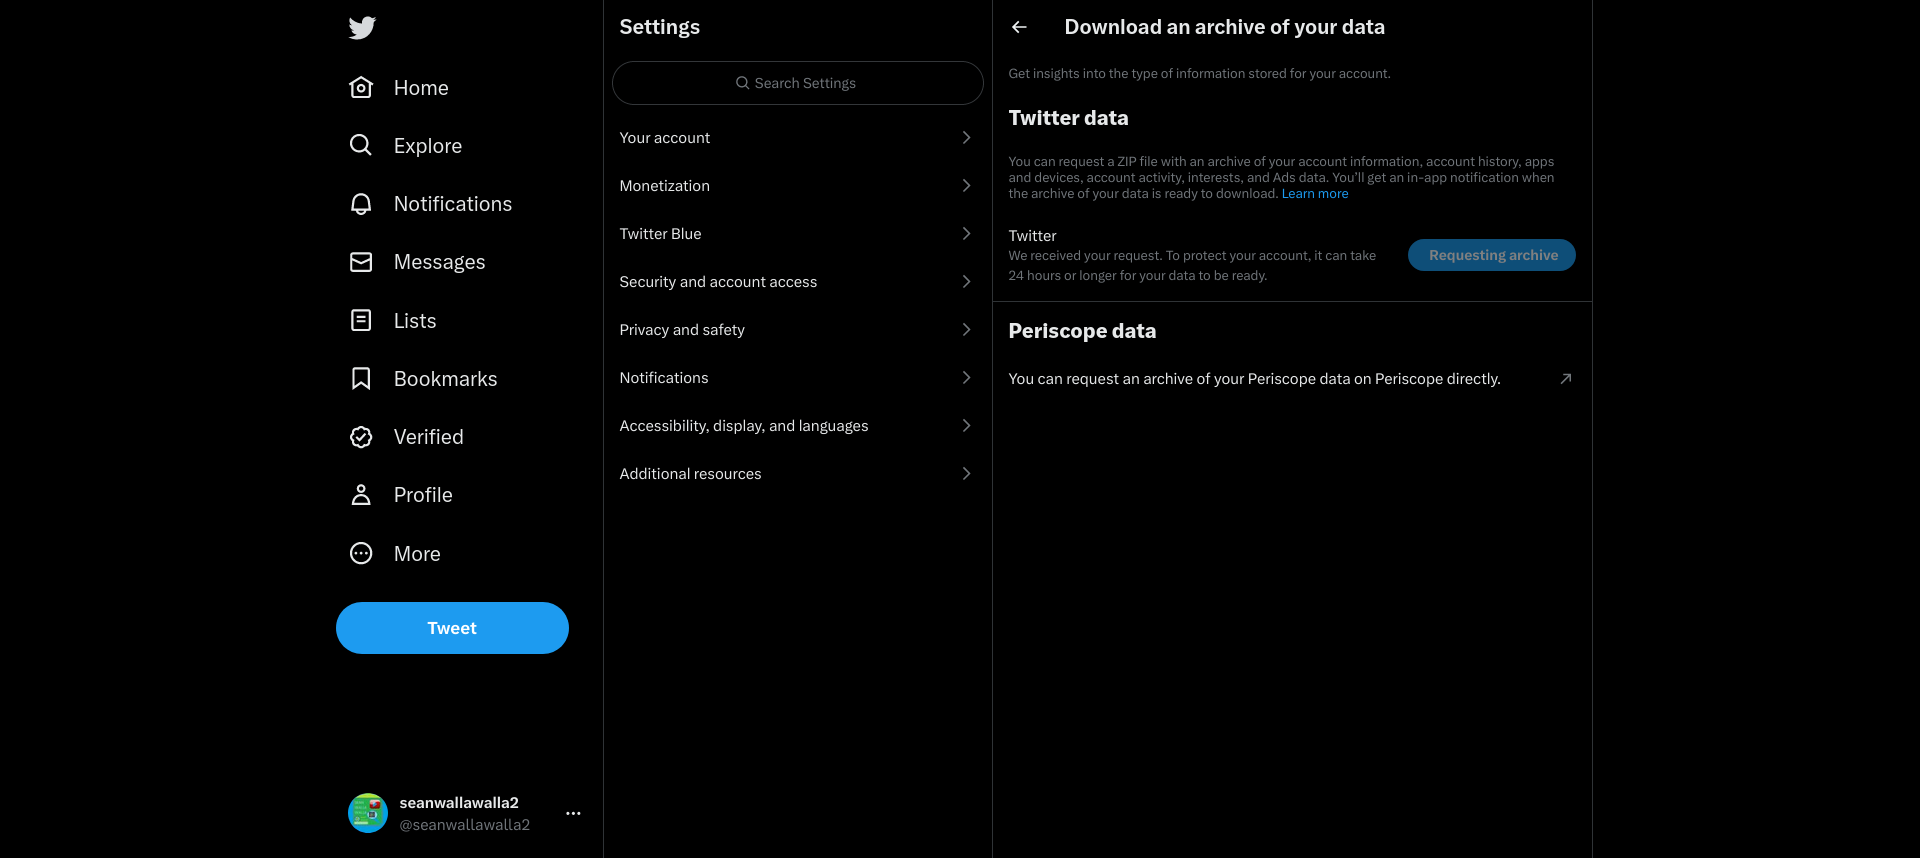 Home
Explore
Notifications
Messages
Lists
Bookmarks
Verified
Profile
More
Tweet
seanwallawalla2
@seanwallawalla2
Settings
Search Settings
Your account
Monetization
Twitter Blue
Security and account access
Privacy and safety
Notifications
Accessibility, display, and languages
Additional resources
Download an archive of your data
Get insights into the type of information stored for your account.
Twitter data
You can request a ZIP file with an archive of your account information, account history, apps
and devices, account activity, interests, and Ads data. You’ll get an in-app notification when
the archive of your data is ready to download. Learn more
Twitter
We received your request. To protect your account, it can take
24 hours or longer for your data to be ready.
Requesting archive
Periscope data
You can request an archive of your Periscope data on Periscope directly.